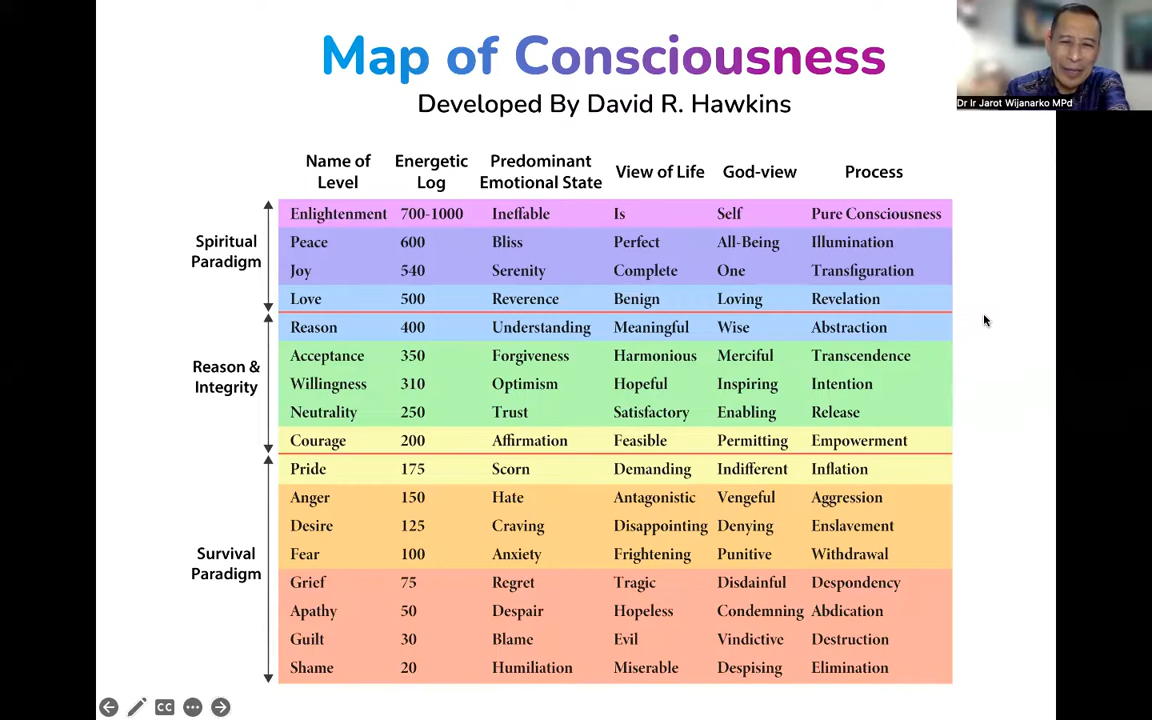 Map of Consciousness
Developed By David R. Hawkins
Dr Ir Jarot Wijanarko MPd
Name of Level Energetic Log Predominant Emotional State View of Life God-view Process
Spiritual Paradigm
Enlightenment 700-1000 Ineffable Is Self Pure Consciousness
Peace 600 Bliss Perfect All-Being Illumination
Joy 540 Serenity Complete One Transfiguration
Love 500 Reverence Benign Loving Revelation
Reason & Integrity
Reason 400 Understanding Meaningful Wise Abstraction
Acceptance 350 Forgiveness Harmonious Merciful Transcendence
Willingness 310 Optimism Hopeful Inspiring Intention
Neutrality 250 Trust Satisfactory Enabling Release
Courage 200 Affirmation Feasible Permitting Empowerment
Survival Paradigm
Pride 175 Scorn Demanding Indifferent Inflation
Anger 150 Hate Antagonistic Vengeful Aggression
Desire 125 Craving Disappointing Denying Enslavement
Fear 100 Anxiety Frightening Punitive Withdrawal
Grief 75 Regret Tragic Disdainful Despondency
Apathy 50 Despair Hopeless Condemning Abdication
Guilt 30 Blame Evil Vindictive Destruction
Shame 20 Humiliation Miserable Despising Elimination
CC